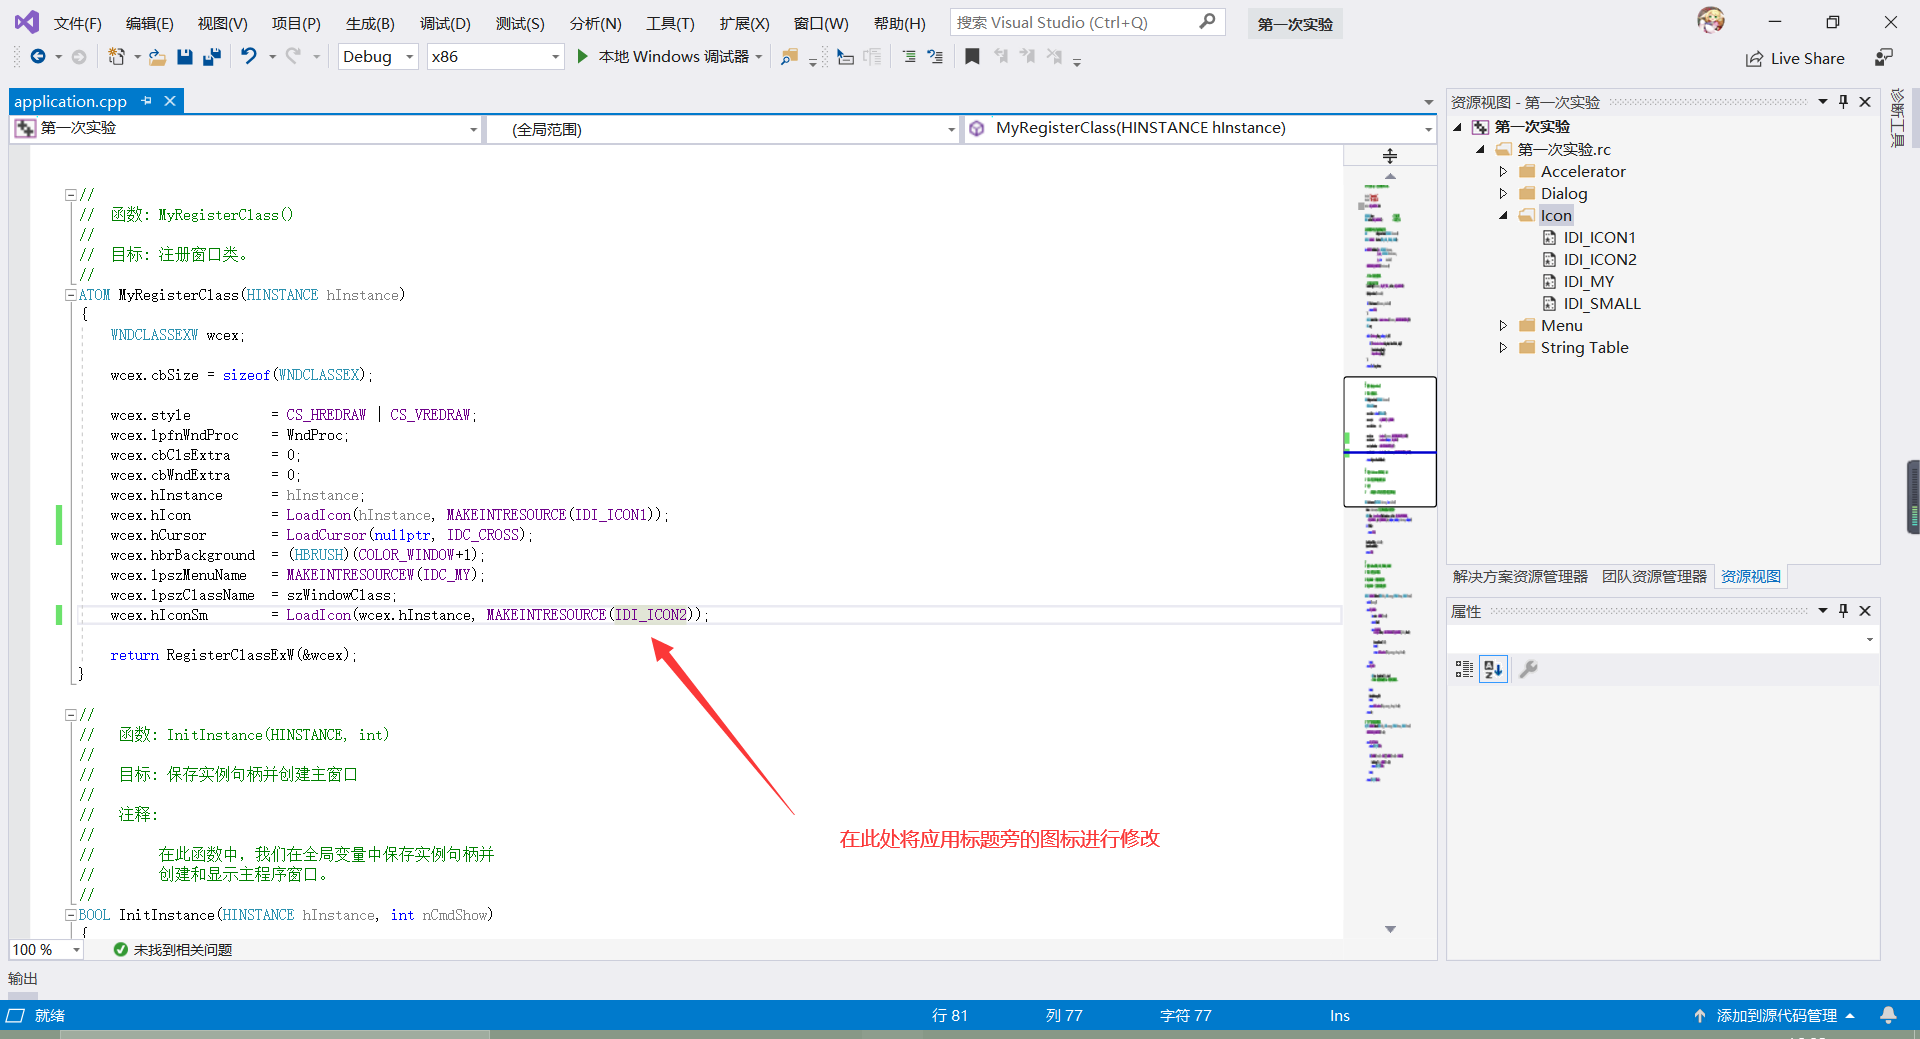 文件(F) 编辑(E) 视图(V) 项目(P) 生成(B) 调试(D) 测试(S) 分析(N) 工具(T) 扩展(X) 窗口(W) 帮助(H) 搜索 Visual Studio (Ctrl+Q) 第一次实验
Debug x86 本地 Windows 调试器 Live Share
application.cpp
第一次实验 (全局范围) MyRegisterClass(HINSTANCE hInstance)
//
// 函数: MyRegisterClass()
//
// 目标: 注册窗口类。
//
ATOM MyRegisterClass(HINSTANCE hInstance)
{
WNDCLASSEXW wcex;
wcex.cbSize = sizeof(WNDCLASSEX);
wcex.style = CS_HREDRAW | CS_VREDRAW;
wcex.lpfnWndProc = WndProc;
wcex.cbClsExtra = 0;
wcex.cbWndExtra = 0;
wcex.hInstance = hInstance;
wcex.hIcon = LoadIcon(hInstance, MAKEINTRESOURCE(IDI_ICON1));
wcex.hCursor = LoadCursor(nullptr, IDC_CROSS);
wcex.hbrBackground = (HBRUSH)(COLOR_WINDOW+1);
wcex.lpszMenuName = MAKEINTRESOURCEW(IDC_MY);
wcex.lpszClassName = szWindowClass;
wcex.hIconSm = LoadIcon(wcex.hInstance, MAKEINTRESOURCE(IDI_ICON2));
return RegisterClassExW(&wcex);
}
//
// 函数: InitInstance(HINSTANCE, int)
//
// 目标: 保存实例句柄并创建主窗口
//
// 注释:
//
// 在此函数中，我们在全局变量中保存实例句柄并
// 创建和显示主程序窗口。
//
BOOL InitInstance(HINSTANCE hInstance, int nCmdShow)
{
在此处将应用标题旁的图标进行修改
100 % 未找到相关问题
资源视图 - 第一次实验
第一次实验
第一次实验.rc
Accelerator
Dialog
Icon
IDI_ICON1
IDI_ICON2
IDI_MY
IDI_SMALL
Menu
String Table
解决方案资源管理器 团队资源管理器 资源视图
属性
诊断工具
输出
就绪 行 81 列 77 字符 77 Ins 添加到源代码管理